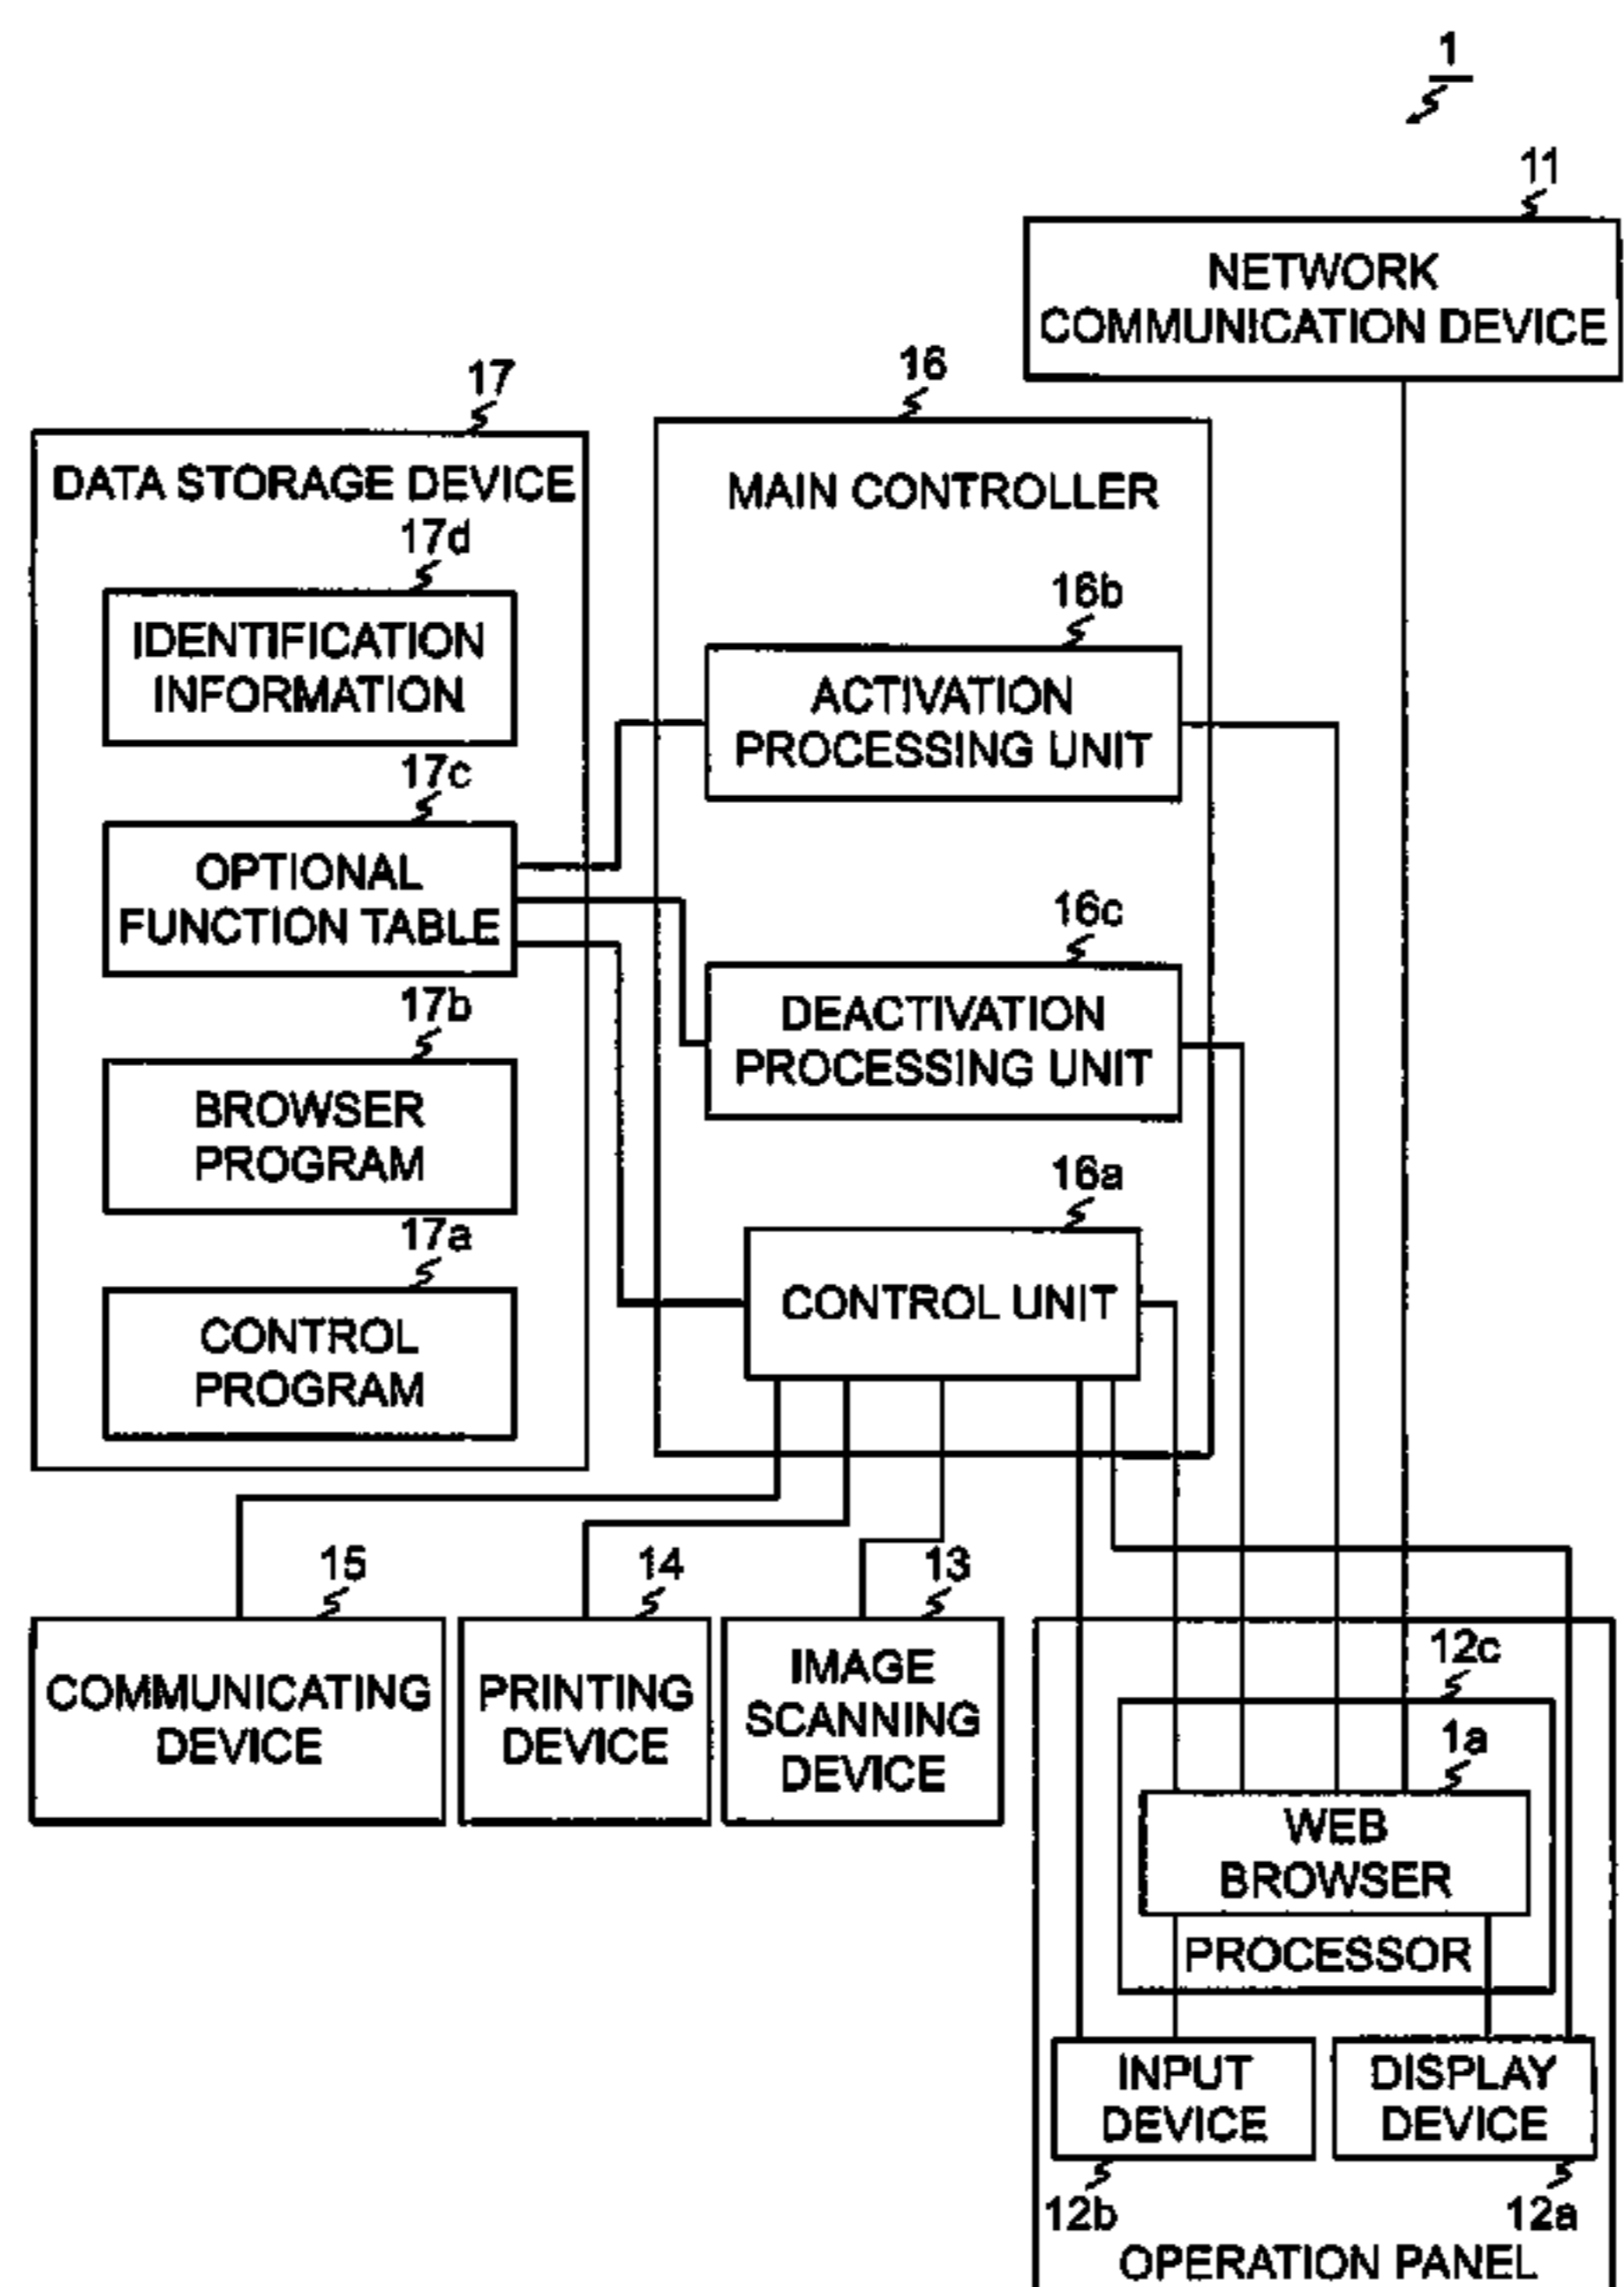 1
11
NETWORK
COMMUNICATION DEVICE
17
DATA STORAGE DEVICE
17d
IDENTIFICATION
INFORMATION
17c
OPTIONAL
FUNCTION TABLE
17b
BROWSER
PROGRAM
17a
CONTROL
PROGRAM
16
MAIN CONTROLLER
16b
ACTIVATION
PROCESSING UNIT
16c
DEACTIVATION
PROCESSING UNIT
16a
CONTROL UNIT
15
COMMUNICATING
DEVICE
14
PRINTING
DEVICE
13
IMAGE
SCANNING
DEVICE
12c
1a
WEB
BROWSER
PROCESSOR
INPUT
DEVICE
12b
DISPLAY
DEVICE
12a
OPERATION PANEL